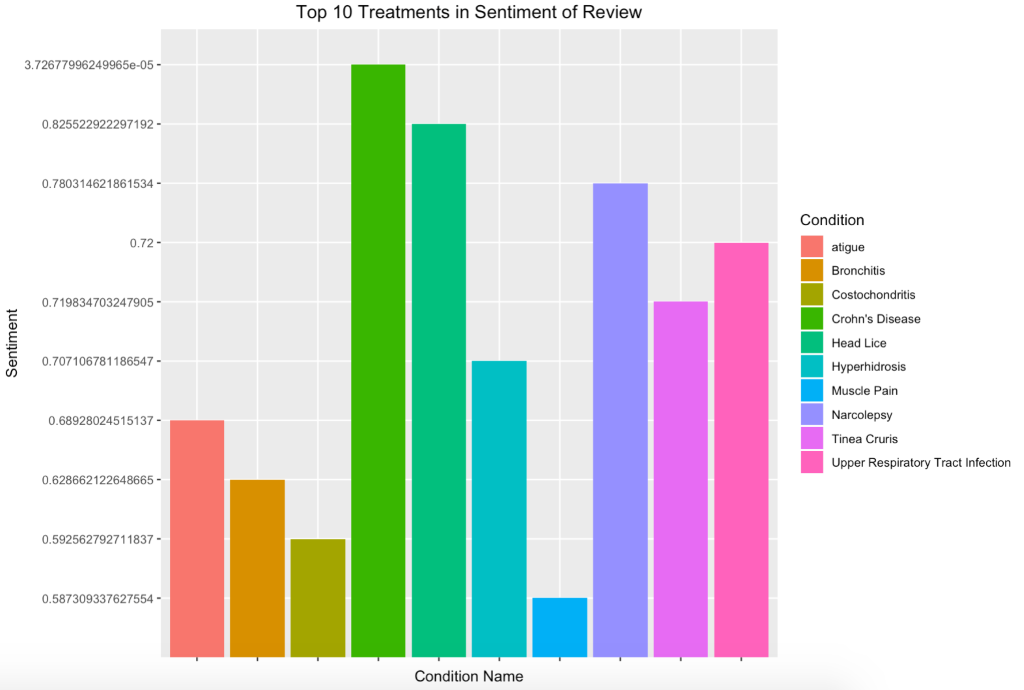 Top 10 Treatments in Sentiment of Review
3.72677996249965e-05
0.825522922297192
0.780314621861534
0.72
0.719834703247905
0.707106781186547
0.68928024515137
0.628662122648665
0.592562792711837
0.587309337627554
Sentiment
Condition Name
Condition
atigue
Bronchitis
Costochondritis
Crohn's Disease
Head Lice
Hyperhidrosis
Muscle Pain
Narcolepsy
Tinea Cruris
Upper Respiratory Tract Infection